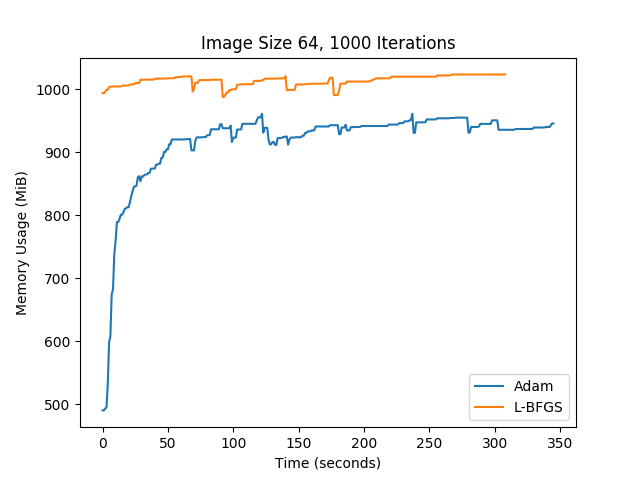 Image Size 64, 1000 Iterations
Memory Usage (MiB)
1000
900
800
700
600
500
0 50 100 150 200 250 300 350
Time (seconds)
Adam
L-BFGS